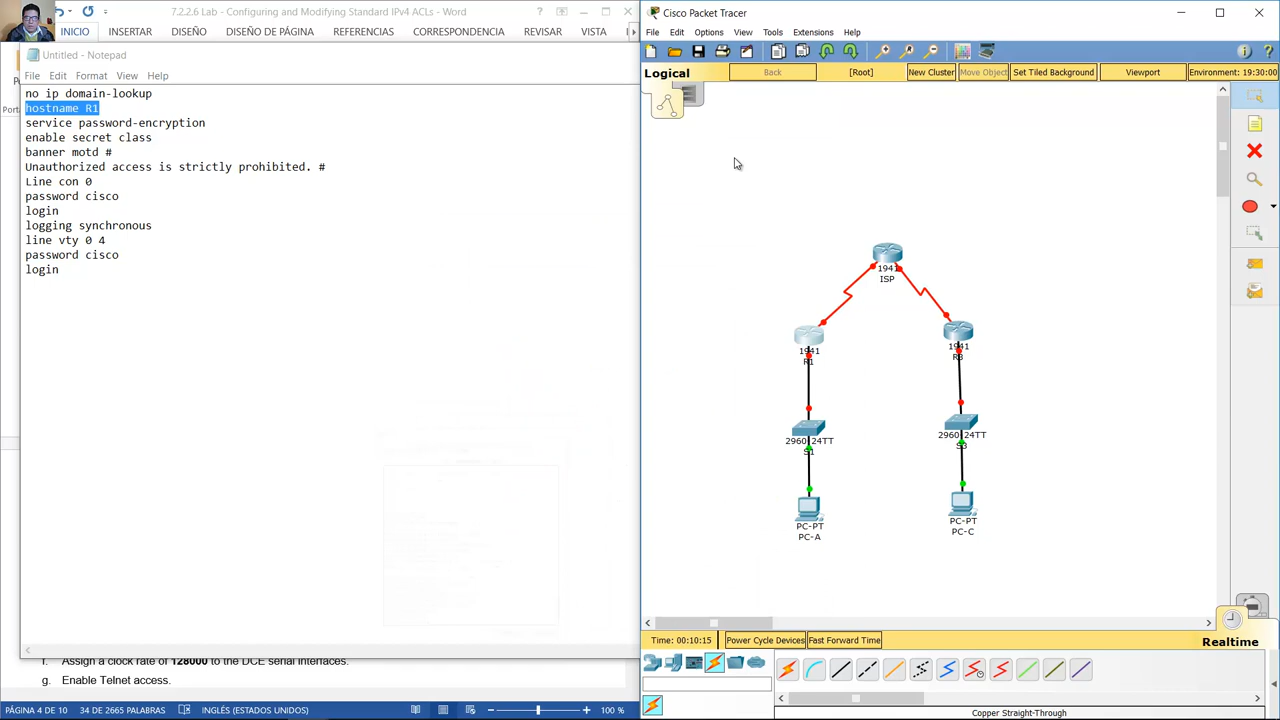 7.2.2.6 Lab - Configuring and Modifying Standard IPv4 ACLs - Word
INICIO INSERTAR DISEÑO DISEÑO DE PÁGINA REFERENCIAS CORRESPONDENCIA REVISAR VISTA
Untitled - Notepad
File Edit Format View Help
no ip domain-lookup
hostname R1
service password-encryption
enable secret class
banner motd #
Unauthorized access is strictly prohibited. #
Line con 0
password cisco
login
logging synchronous
line vty 0 4
password cisco
login
f. Assign a clock rate of 128000 to the DCE serial interfaces.
g. Enable Telnet access.
PÁGINA 4 DE 10 34 DE 2665 PALABRAS INGLÉS (ESTADOS UNIDOS) 100 %
Cisco Packet Tracer
File Edit Options View Tools Extensions Help
Logical Back [Root] New Cluster Move Object Set Tiled Background Viewport Environment: 19:30:00
1941
ISP
1941
R1
1941
R3
2960-24TT
S1
2960-24TT
S3
PC-PT
PC-A
PC-PT
PC-C
Time: 00:10:15 Power Cycle Devices Fast Forward Time Realtime
Copper Straight-Through